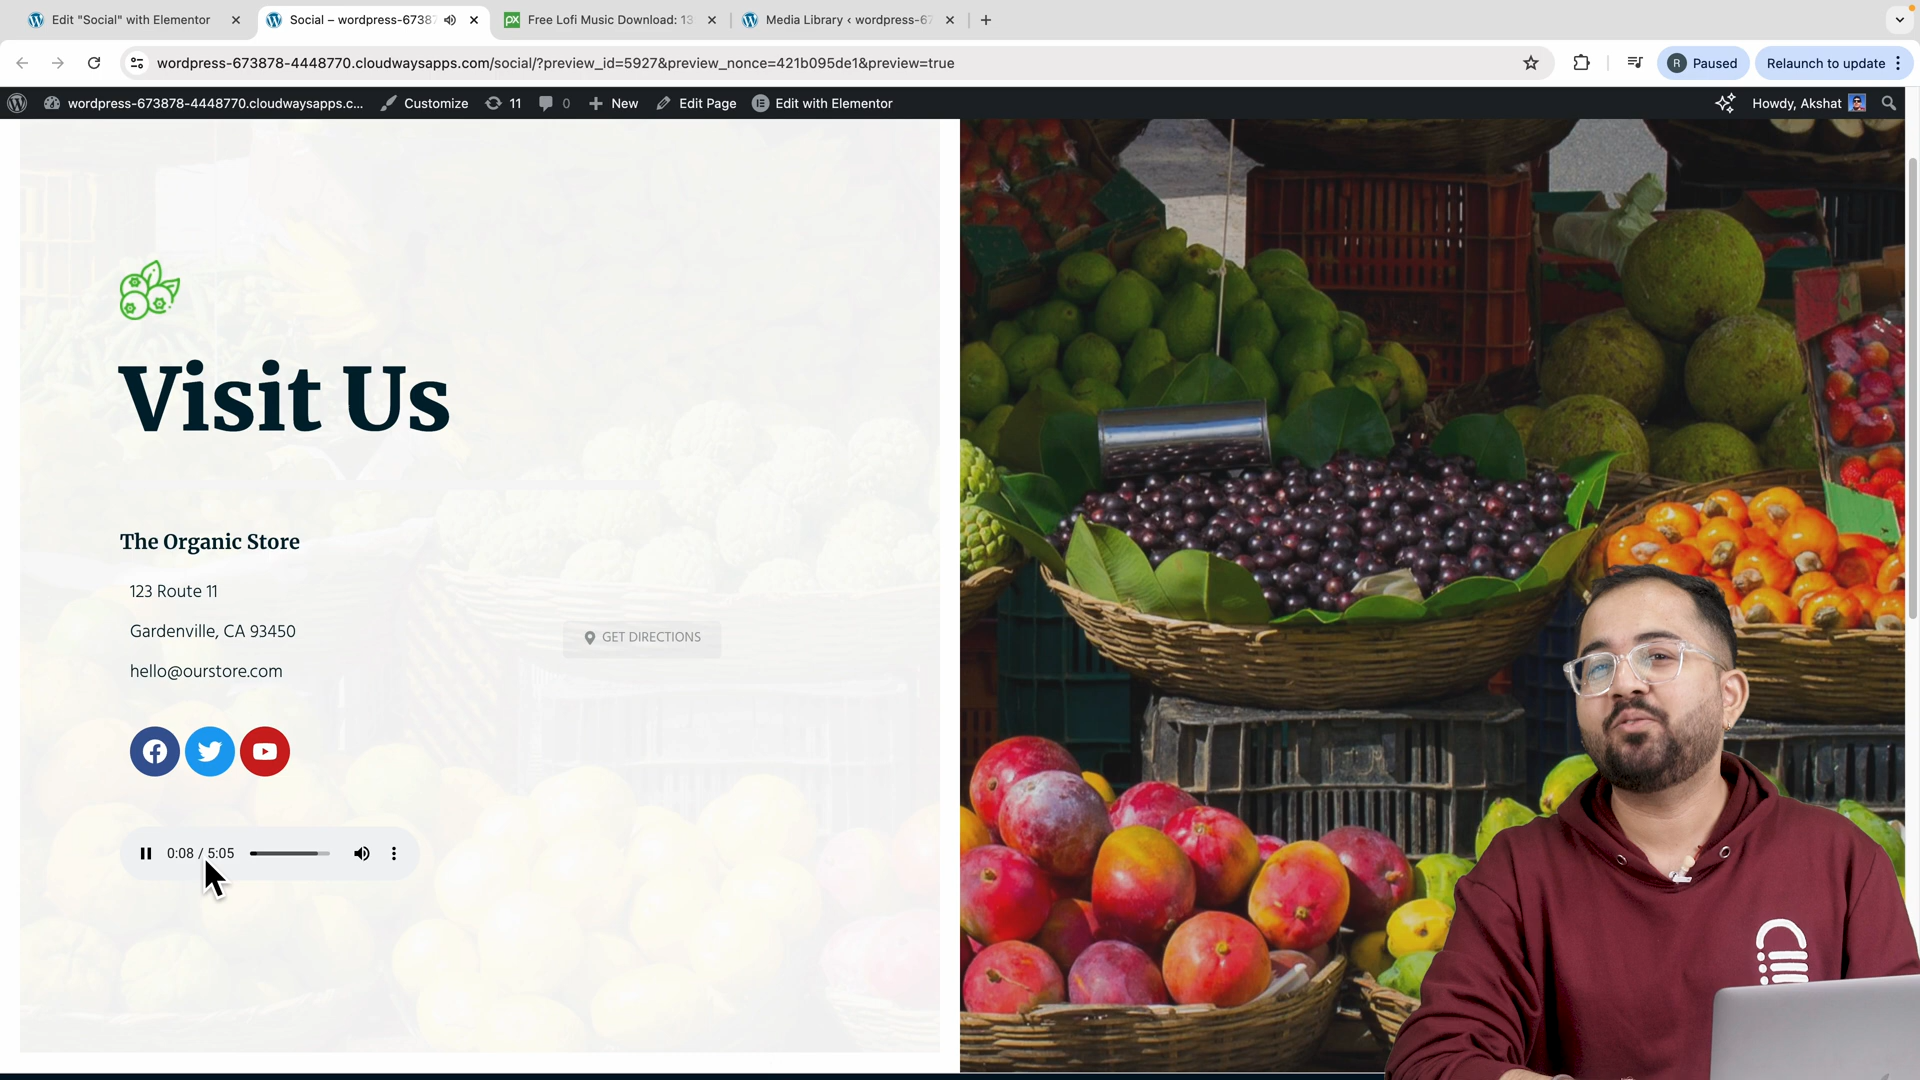 Edit "Social" with Elementor
Social – wordpress-6738
Free Lofi Music Download: 13
Media Library ‹ wordpress-67
wordpress-673878-4448770.cloudwaysapps.com/social/?preview_id=5927&preview_nonce=421b095de1&preview=true
R Paused
Relaunch to update
wordpress-673878-4448770.cloudwaysapps.c...
Customize
11
0
New
Edit Page
Edit with Elementor
Howdy, Akshat
Visit Us
The Organic Store
123 Route 11
Gardenville, CA 93450
hello@ourstore.com
GET DIRECTIONS
0:08 / 5:05